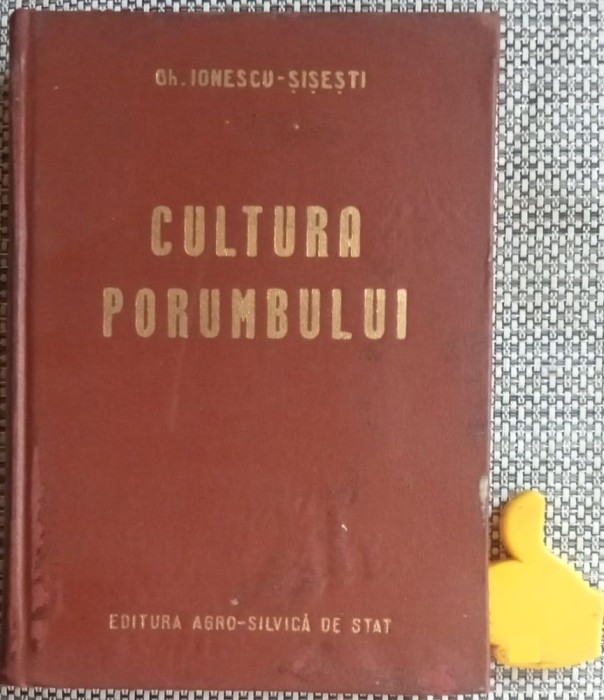 Gh. IONESCU-ȘIȘEȘTI
CULTURA
PORUMBULUI
EDITURA AGRO-SILVICĂ DE STAT